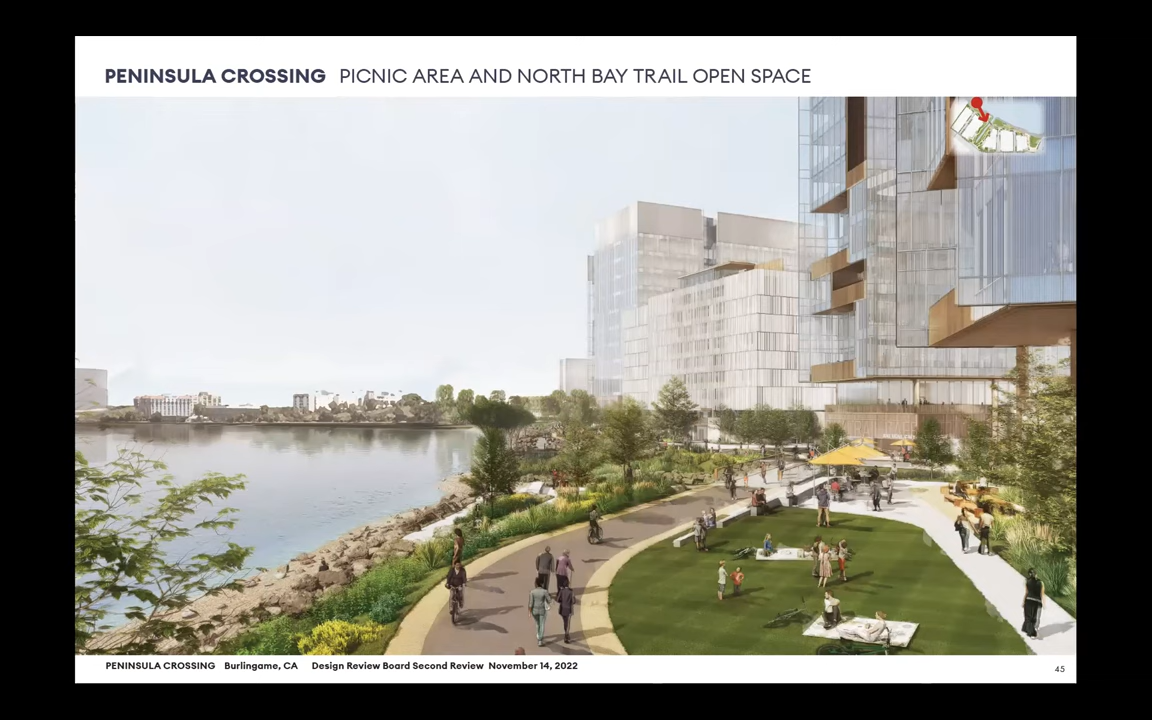 PENINSULA CROSSING PICNIC AREA AND NORTH BAY TRAIL OPEN SPACE
PENINSULA CROSSING Burlingame, CA Design Review Board Second Review November 14, 2022
45